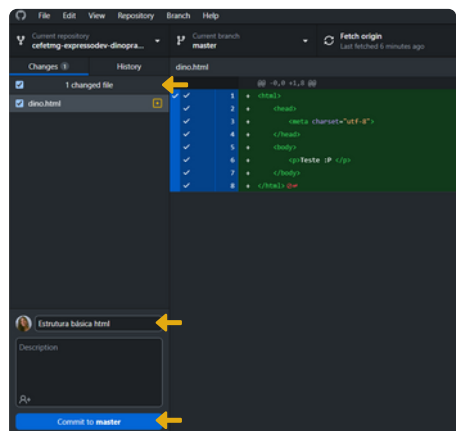 File Edit View Repository Branch Help
Current repository
cefetmg-expressodev-dinopra...
Current branch
master
Fetch origin
Last fetched 6 minutes ago
Changes 1
History
dino.html
1 changed file
@@ -0,0 +1,8 @@
dino.html
1 + <html>
2 + <head>
3 + <meta charset="utf-8">
4 + </head>
5 + <body>
6 + <p>Teste :P </p>
7 + </body>
8 + </html>
Estrutura básica html
Description
Commit to master